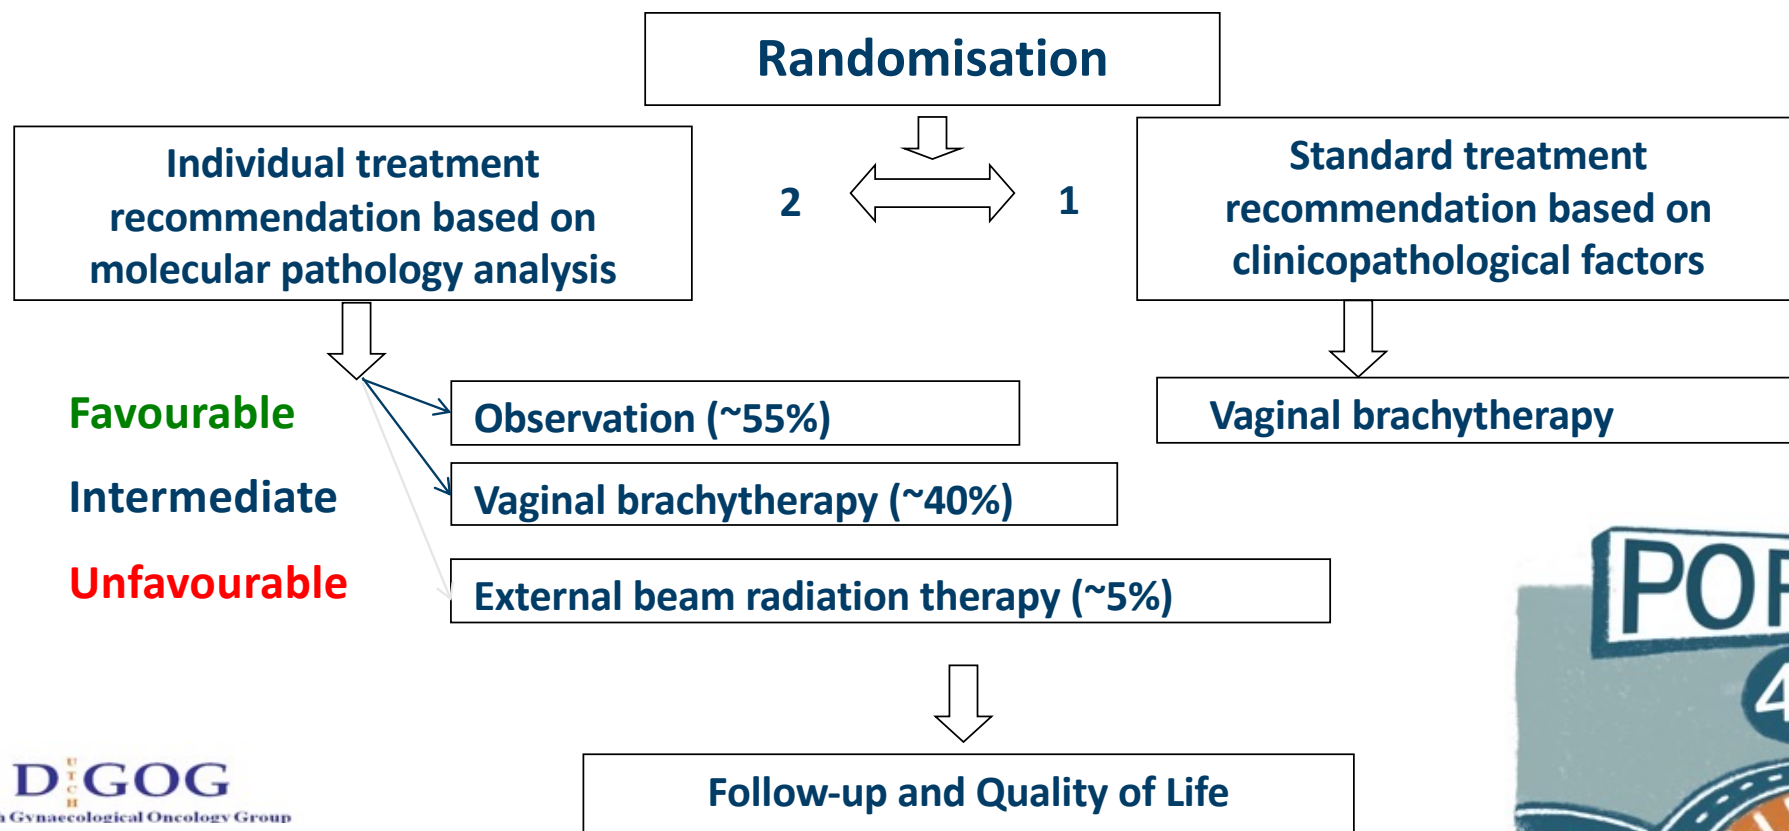 Randomisation
Individual treatment
recommendation based on
molecular pathology analysis
2
1
Standard treatment
recommendation based on
clinicopathological factors
Favourable
Observation (~55%)
Vaginal brachytherapy
Intermediate
Vaginal brachytherapy (~40%)
Unfavourable
External beam radiation therapy (~5%)
Follow-up and Quality of Life
DUTCHGOG
Gynaecological Oncology Group
4